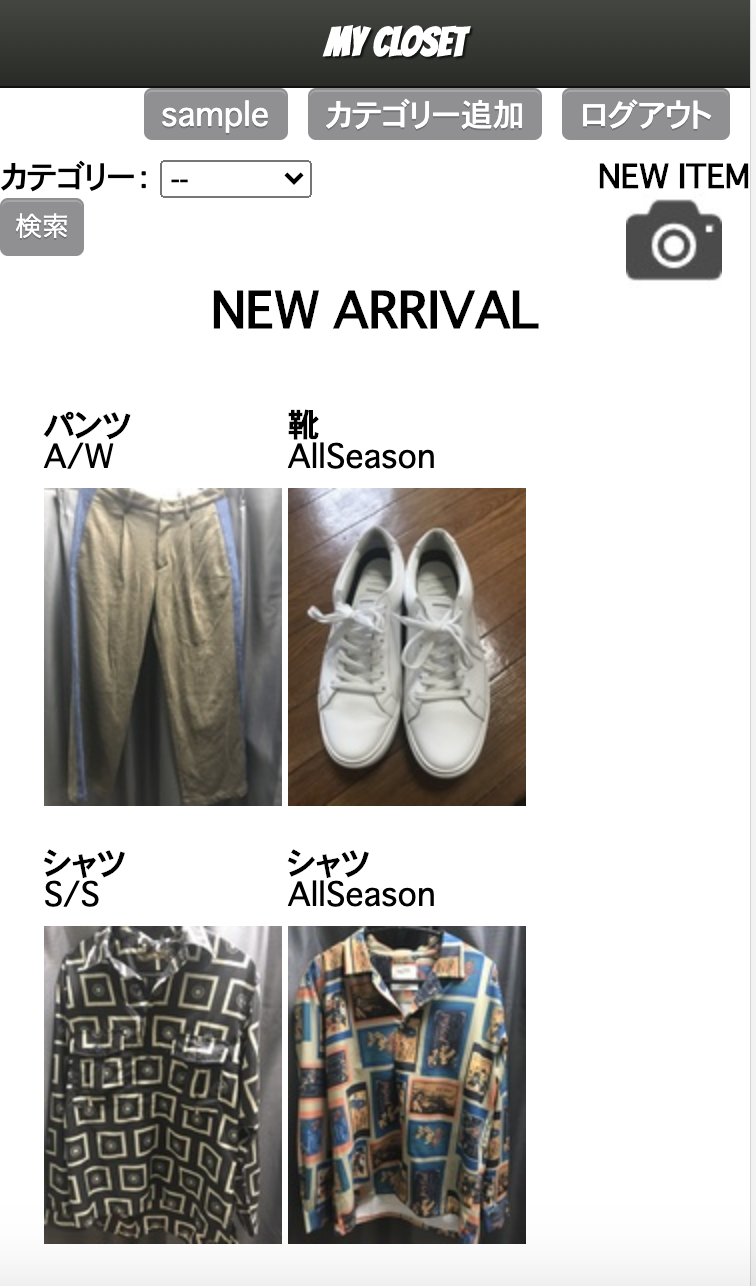 MY CLOSET
sample カテゴリー追加 ログアウト
カテゴリー : -- NEW ITEM
検索
NEW ARRIVAL
パンツ 靴
A/W AllSeason
シャツ シャツ
S/S AllSeason